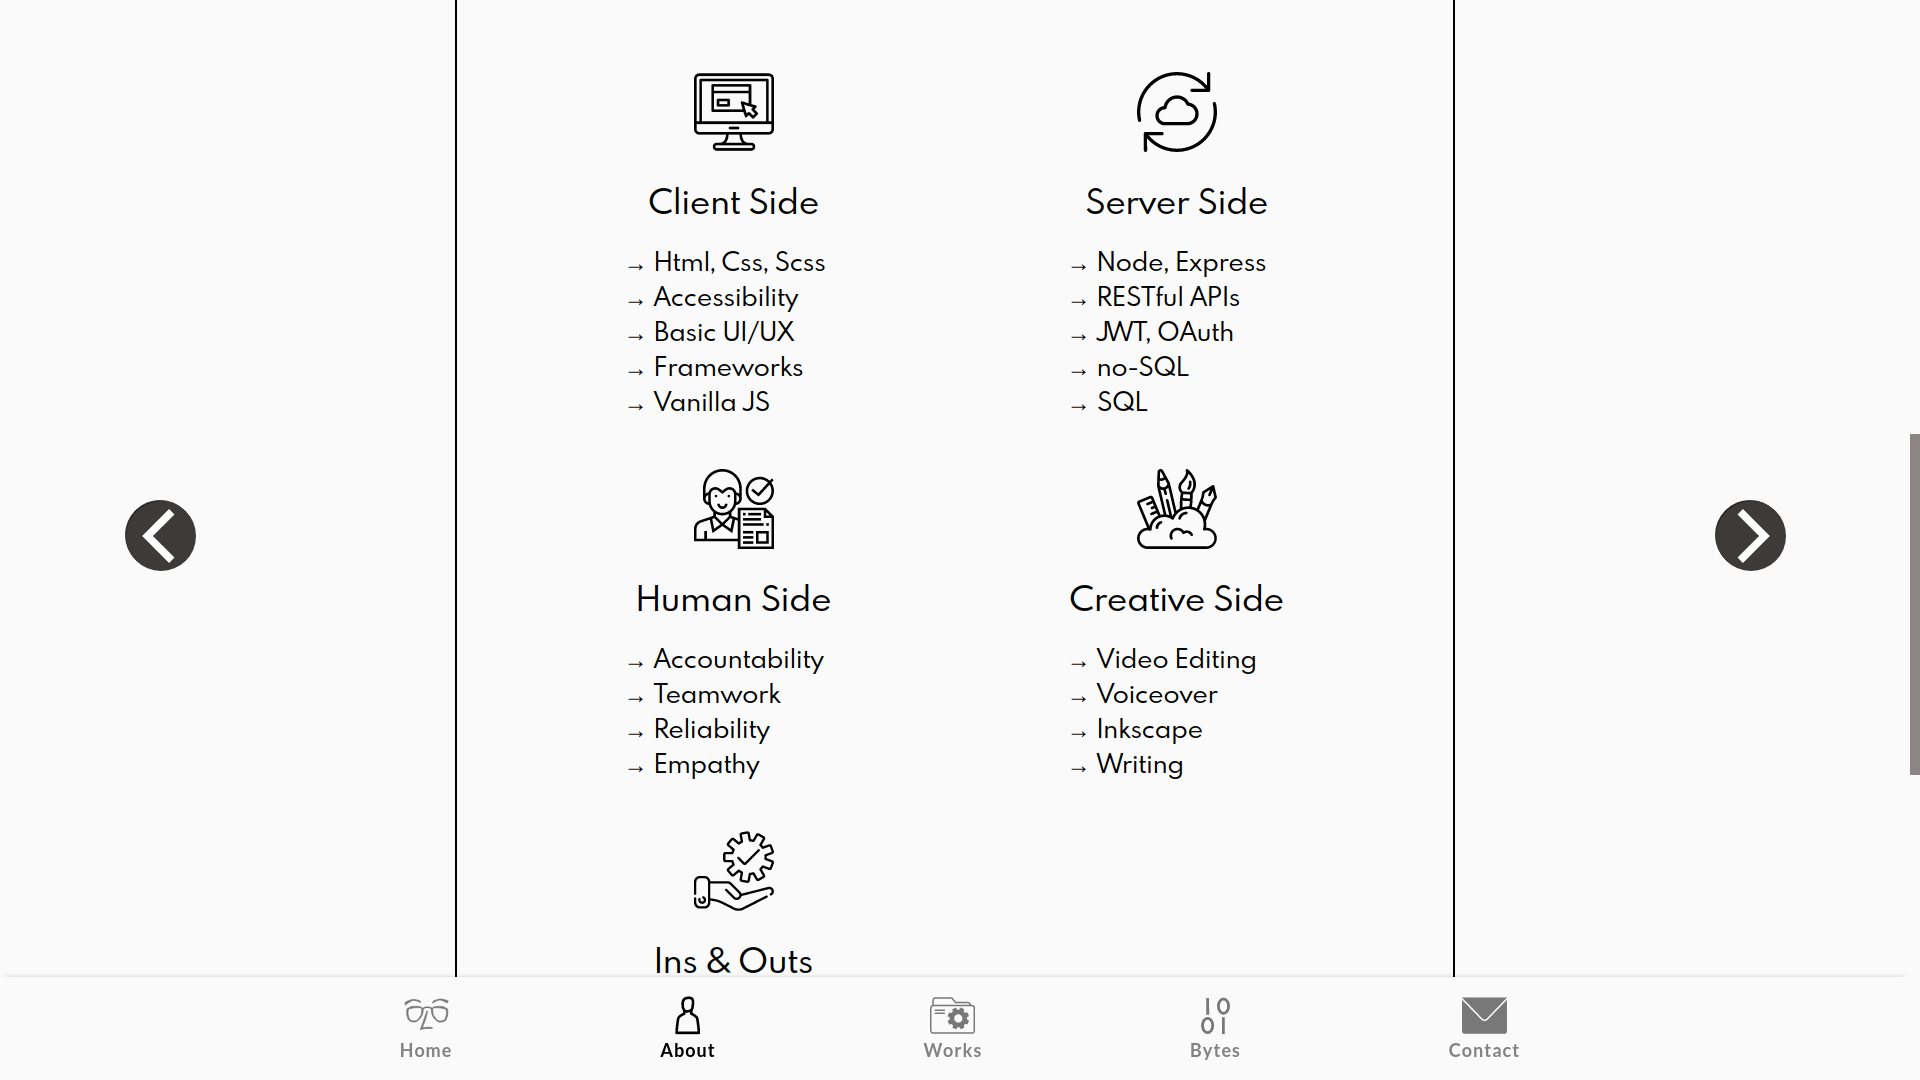 Client Side
→ Html, Css, Scss
→ Accessibility
→ Basic UI/UX
→ Frameworks
→ Vanilla JS
Server Side
→ Node, Express
→ RESTful APIs
→ JWT, OAuth
→ no-SQL
→ SQL
Human Side
→ Accountability
→ Teamwork
→ Reliability
→ Empathy
Creative Side
→ Video Editing
→ Voiceover
→ Inkscape
→ Writing
Ins & Outs
Home
About
Works
Bytes
Contact